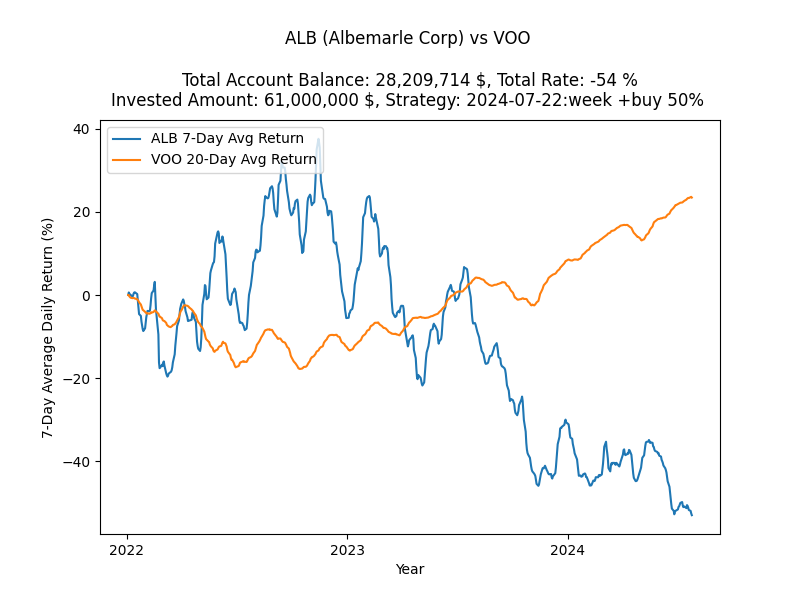 ALB (Albemarle Corp) vs VOO
Total Account Balance: 28,209,714 $, Total Rate: -54 %
Invested Amount: 61,000,000 $, Strategy: 2024-07-22:week +buy 50%
ALB 7-Day Avg Return
VOO 20-Day Avg Return
7-Day Average Daily Return (%)
40
20
0
−20
−40
2022
2023
2024
Year